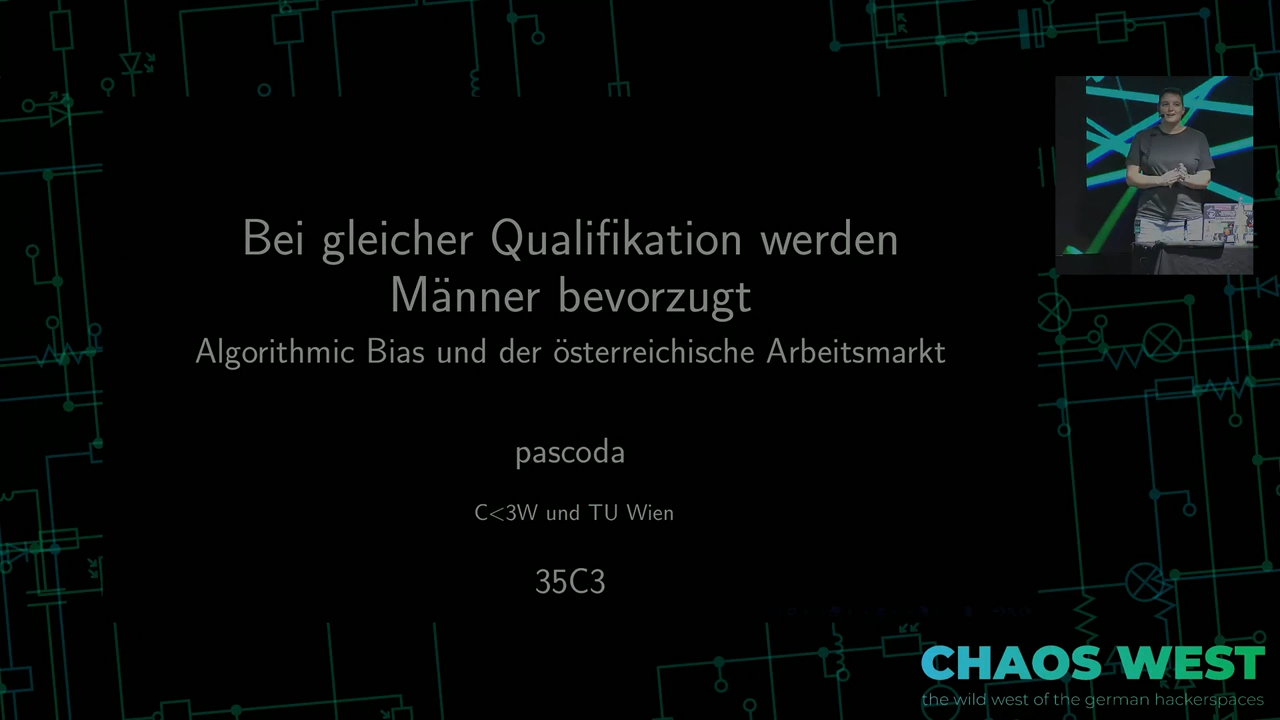 Bei gleicher Qualifikation werden
Männer bevorzugt
Algorithmic Bias und der österreichische Arbeitsmarkt
pascoda
C<3W und TU Wien
35C3
CHAOS WEST
the wild west of the german hackerspaces